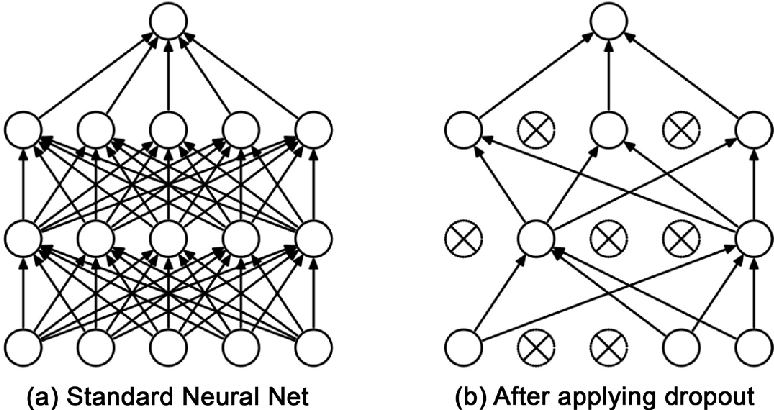 (a) Standard Neural Net
(b) After applying dropout